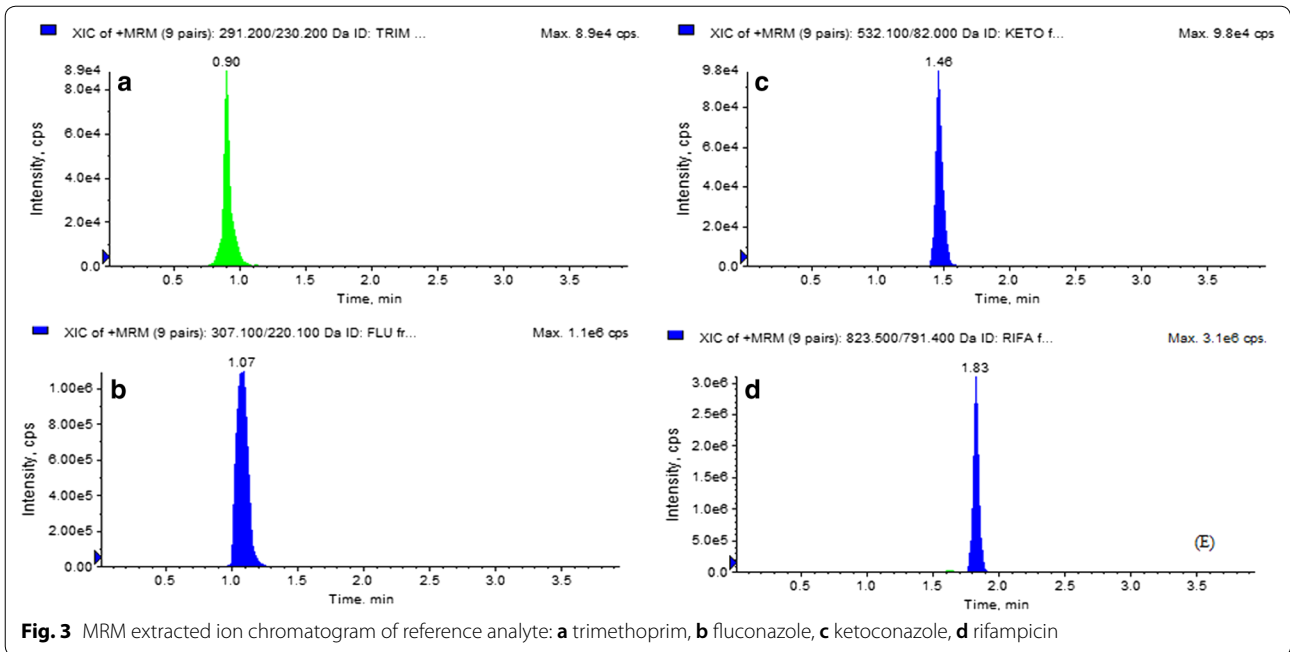 XIC of +MRM (9 pairs): 291.200/230.200 Da ID: TRIM ... Max. 8.9e4 cps.
0.90
a
8.9e4
8.0e4
6.0e4
4.0e4
2.0e4
0.0
Intensity, cps
0.5 1.0 1.5 2.0 2.5 3.0 3.5
Time, min
XIC of +MRM (9 pairs): 532.100/82.000 Da ID: KETO f... Max. 9.8e4 cps.
1.46
c
9.8e4
8.0e4
6.0e4
4.0e4
2.0e4
0.0
Intensity, cps
0.5 1.0 1.5 2.0 2.5 3.0 3.5
Time, min
XIC of +MRM (9 pairs): 307.100/220.100 Da ID: FLU fr... Max. 1.1e6 cps.
1.07
b
1.00e6
8.00e5
6.00e5
4.00e5
2.00e5
0.00
Intensity, cps
0.5 1.0 1.5 2.0 2.5 3.0 3.5
Time, min
XIC of +MRM (9 pairs): 823.500/791.400 Da ID: RIFA f... Max. 3.1e6 cps.
1.83
d
3.0e6
2.5e6
2.0e6
1.5e6
1.0e6
5.0e5
0.0
Intensity, cps
(E)
0.5 1.0 1.5 2.0 2.5 3.0 3.5
Time, min
Fig. 3 MRM extracted ion chromatogram of reference analyte: a trimethoprim, b fluconazole, c ketoconazole, d rifampicin